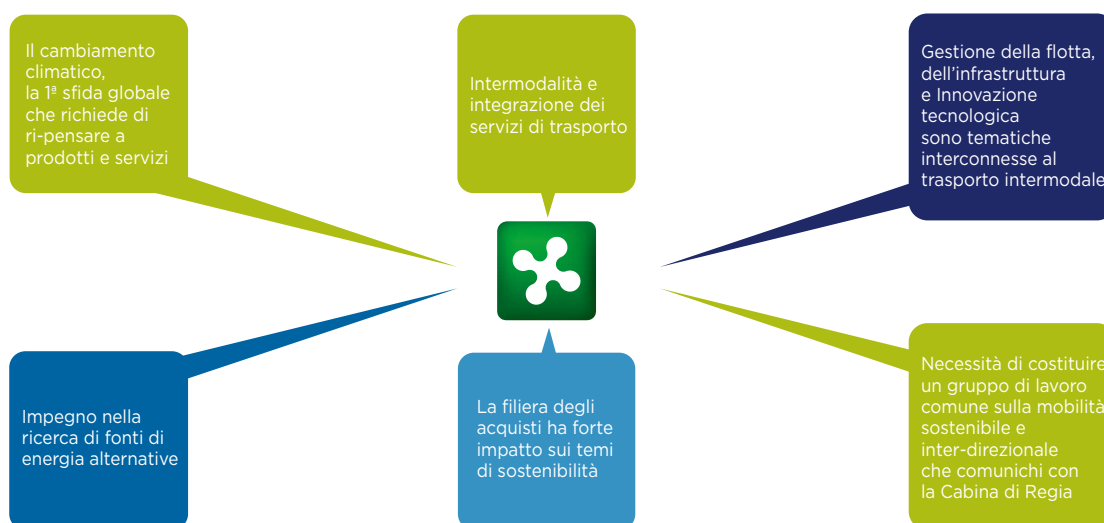 Il cambiamento
climatico,
la 1ª sfida globale
che richiede di
ri-pensare a
prodotti e servizi
Intermodalità e
integrazione dei
servizi di trasporto
Gestione della flotta,
dell'infrastruttura
e Innovazione
tecnologica
sono tematiche
interconnesse al
trasporto intermodale
Impegno nella
ricerca di fonti di
energia alternative
La filiera degli
acquisti ha forte
impatto sui temi
di sostenibilità
Necessità di costituire
un gruppo di lavoro
comune sulla mobilità
sostenibile e
inter-direzionale
che comunichi con
la Cabina di Regia